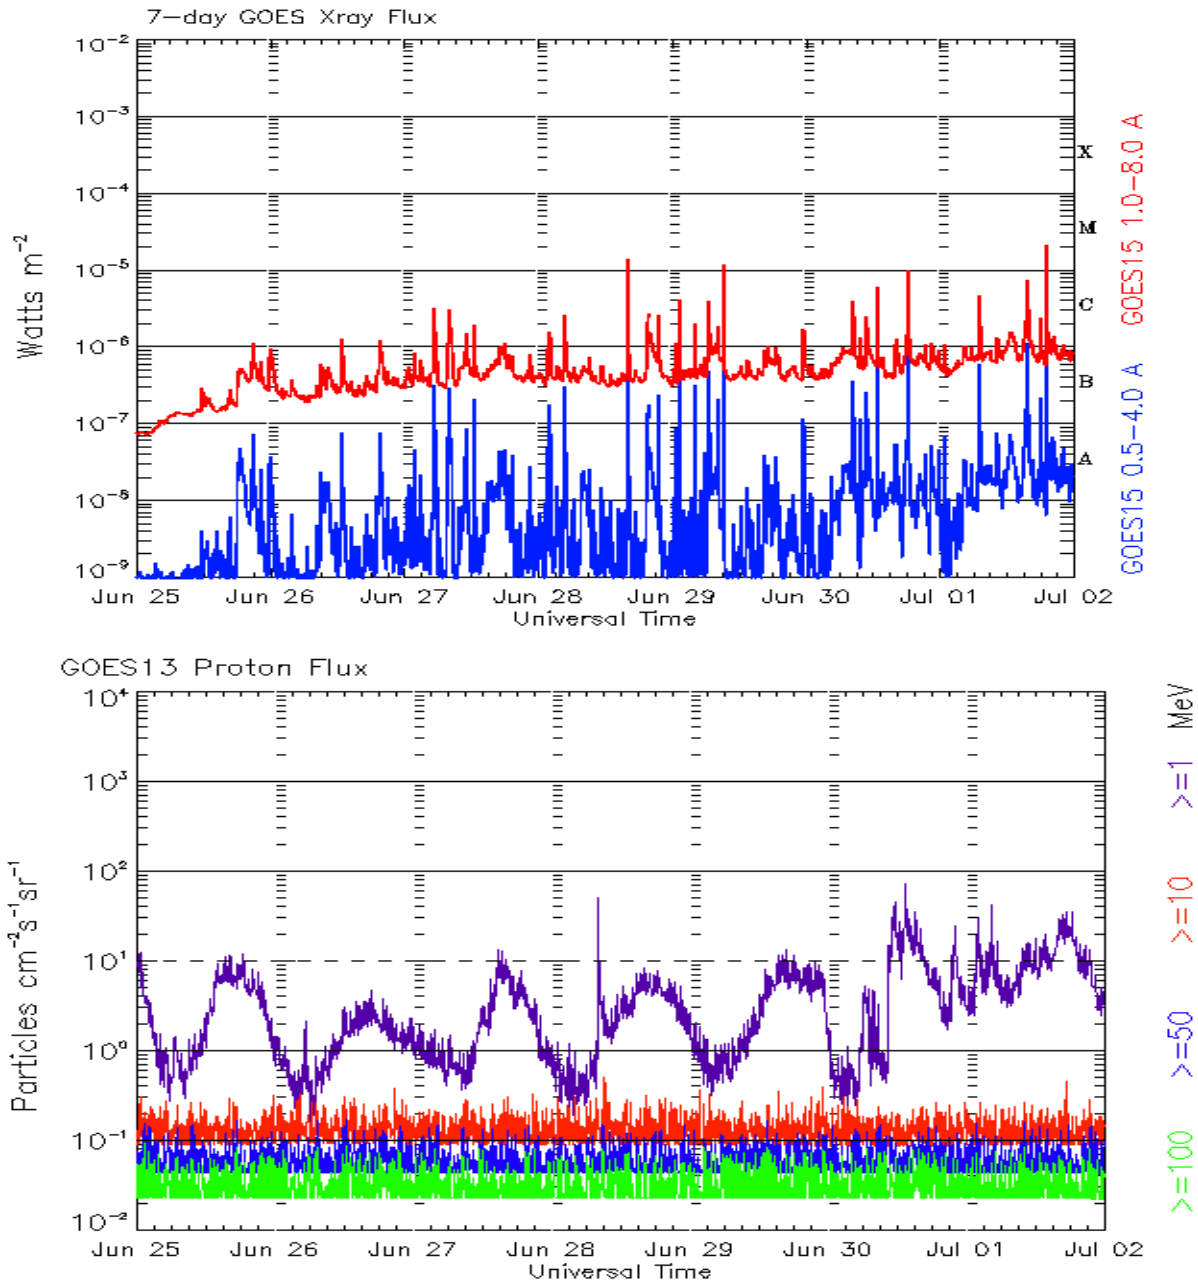 7-day GOES Xray Flux
10⁻²
10⁻³
10⁻⁴
10⁻⁵
10⁻⁶
10⁻⁷
10⁻⁸
10⁻⁹
Watts m⁻²
X
M
C
B
A
GOES15 1.0-8.0 A
GOES15 0.5-4.0 A
Jun 25 Jun 26 Jun 27 Jun 28 Jun 29 Jun 30 Jul 01 Jul 02
Universal Time
GOES13 Proton Flux
10⁴
10³
10²
10¹
10⁰
10⁻¹
10⁻²
Particles cm⁻²s⁻¹sr⁻¹
>=1 MeV
>=10
>=50
>=100
Jun 25 Jun 26 Jun 27 Jun 28 Jun 29 Jun 30 Jul 01 Jul 02
Universal Time